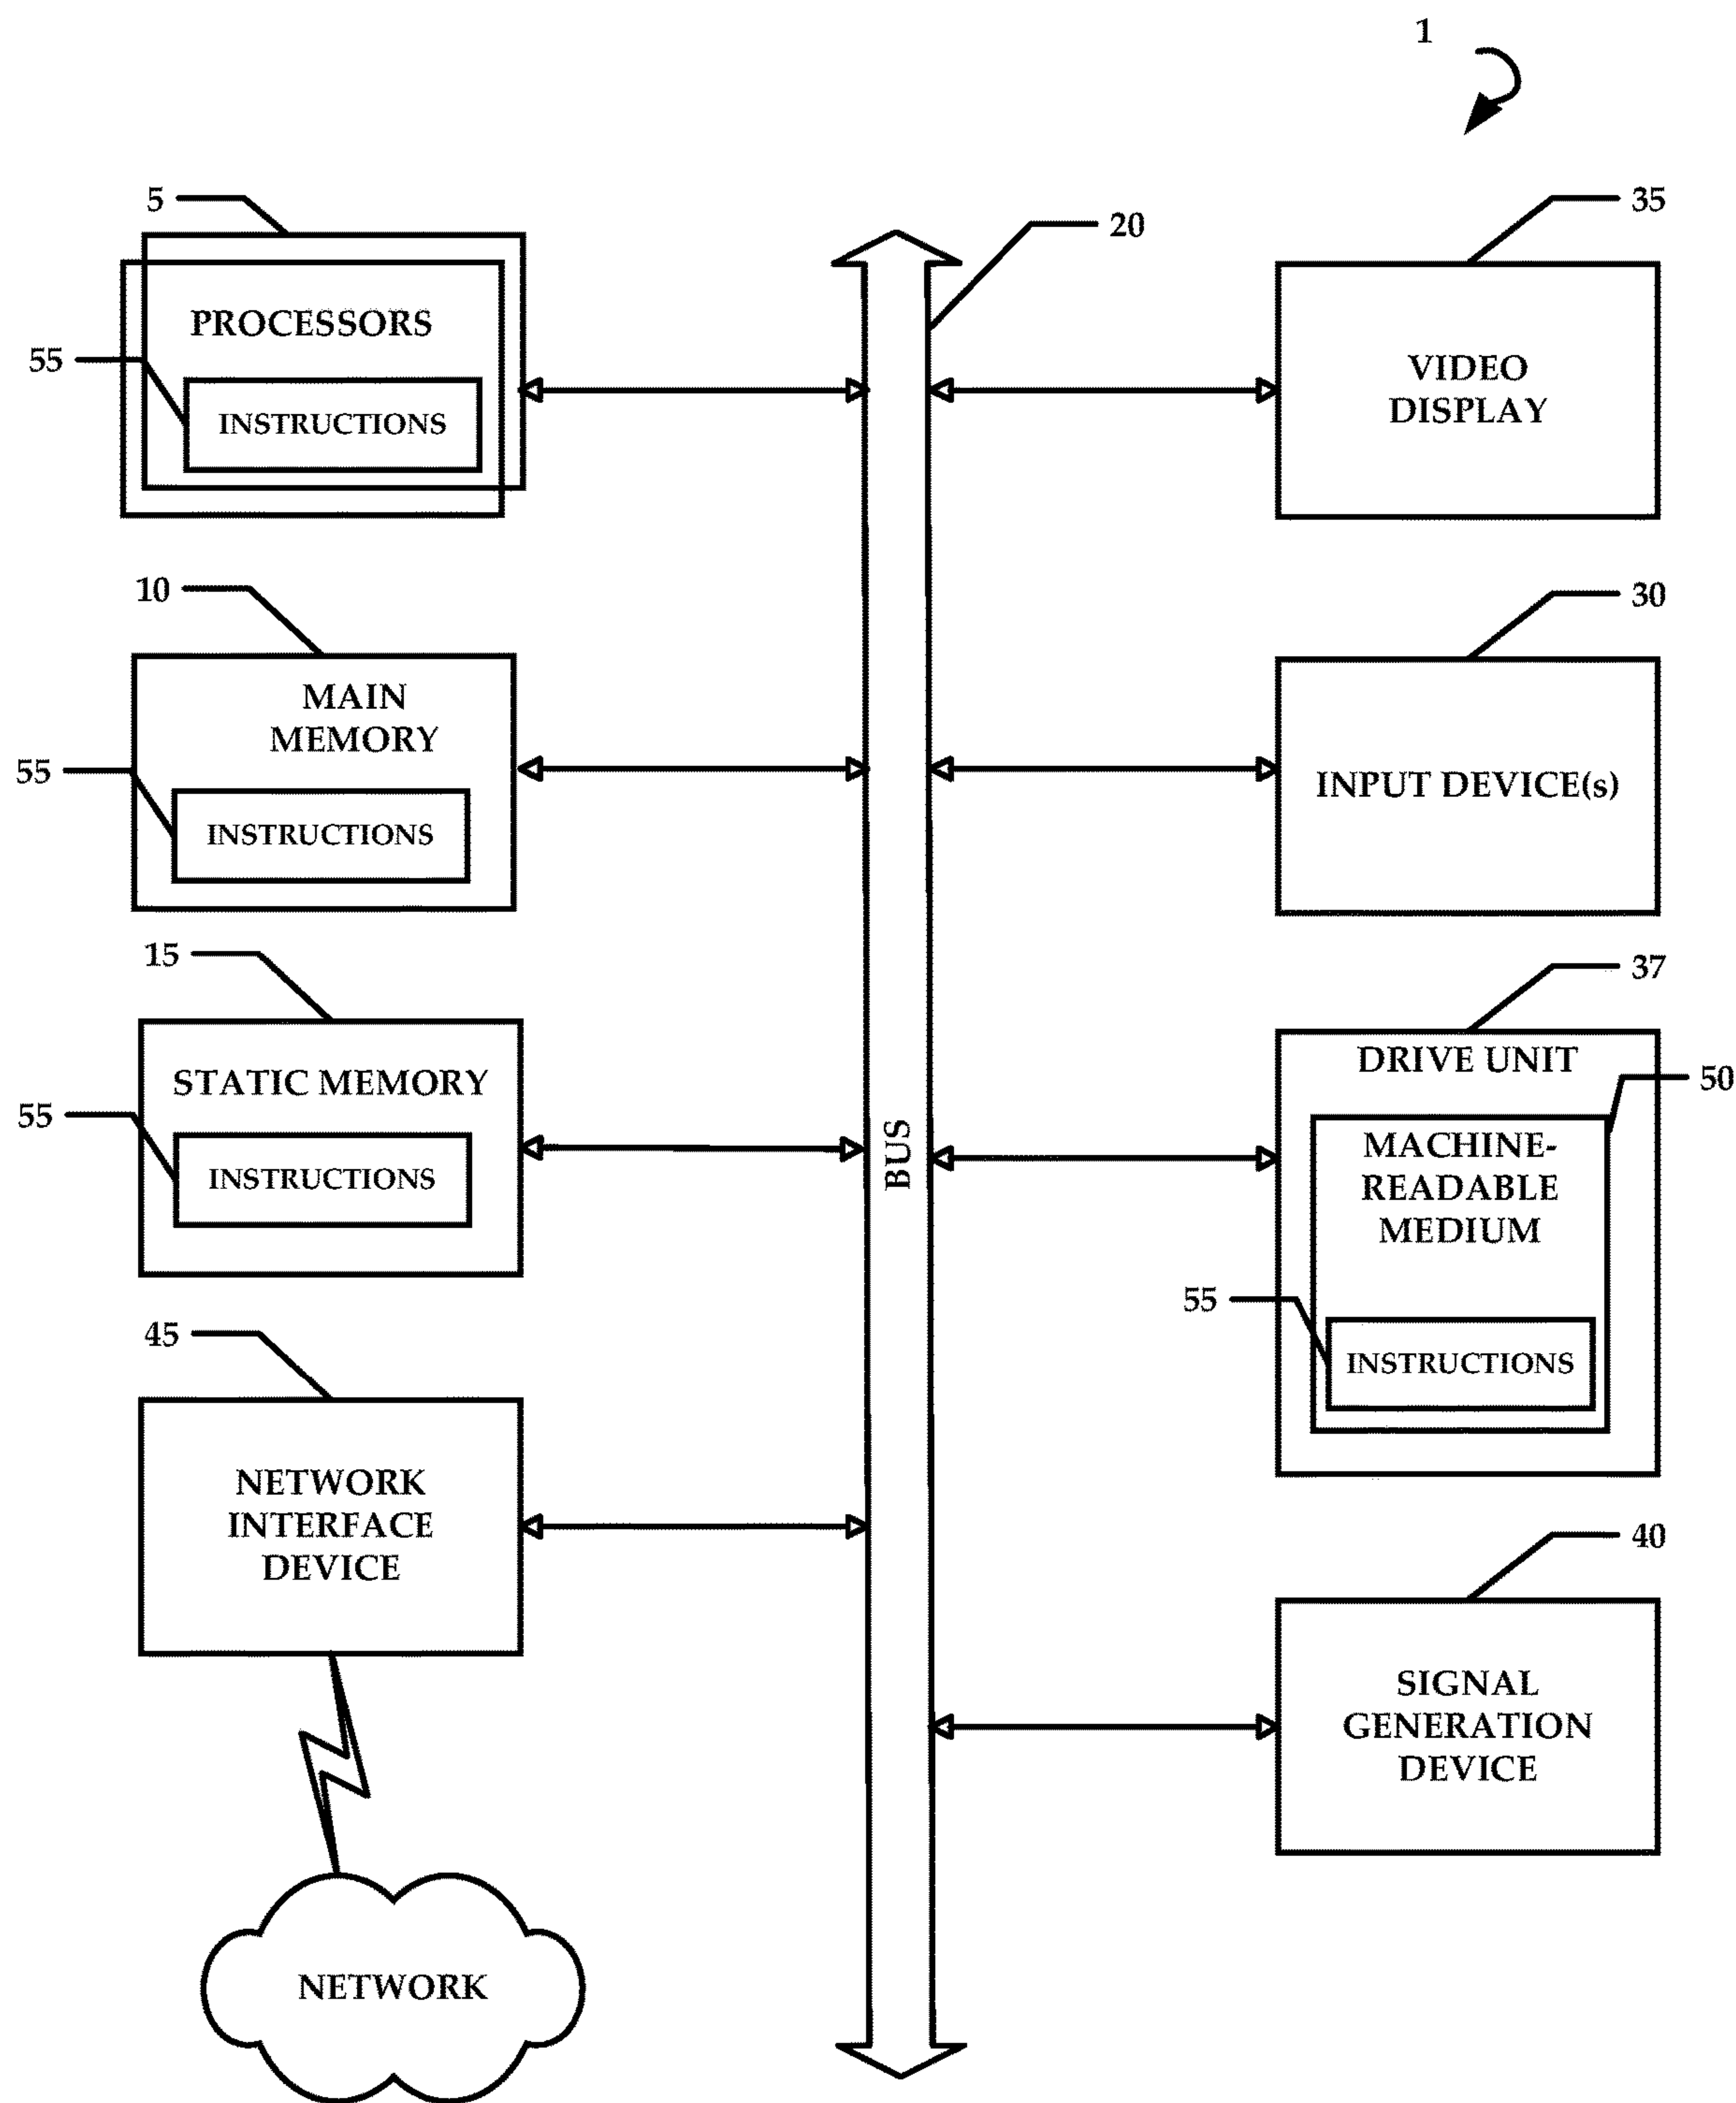 1
5
PROCESSORS
55
INSTRUCTIONS
10
MAIN
MEMORY
55
INSTRUCTIONS
15
STATIC MEMORY
55
INSTRUCTIONS
45
NETWORK
INTERFACE
DEVICE
NETWORK
20
BUS
35
VIDEO
DISPLAY
30
INPUT DEVICE(s)
37
DRIVE UNIT
50
MACHINE-
READABLE
MEDIUM
55
INSTRUCTIONS
40
SIGNAL
GENERATION
DEVICE